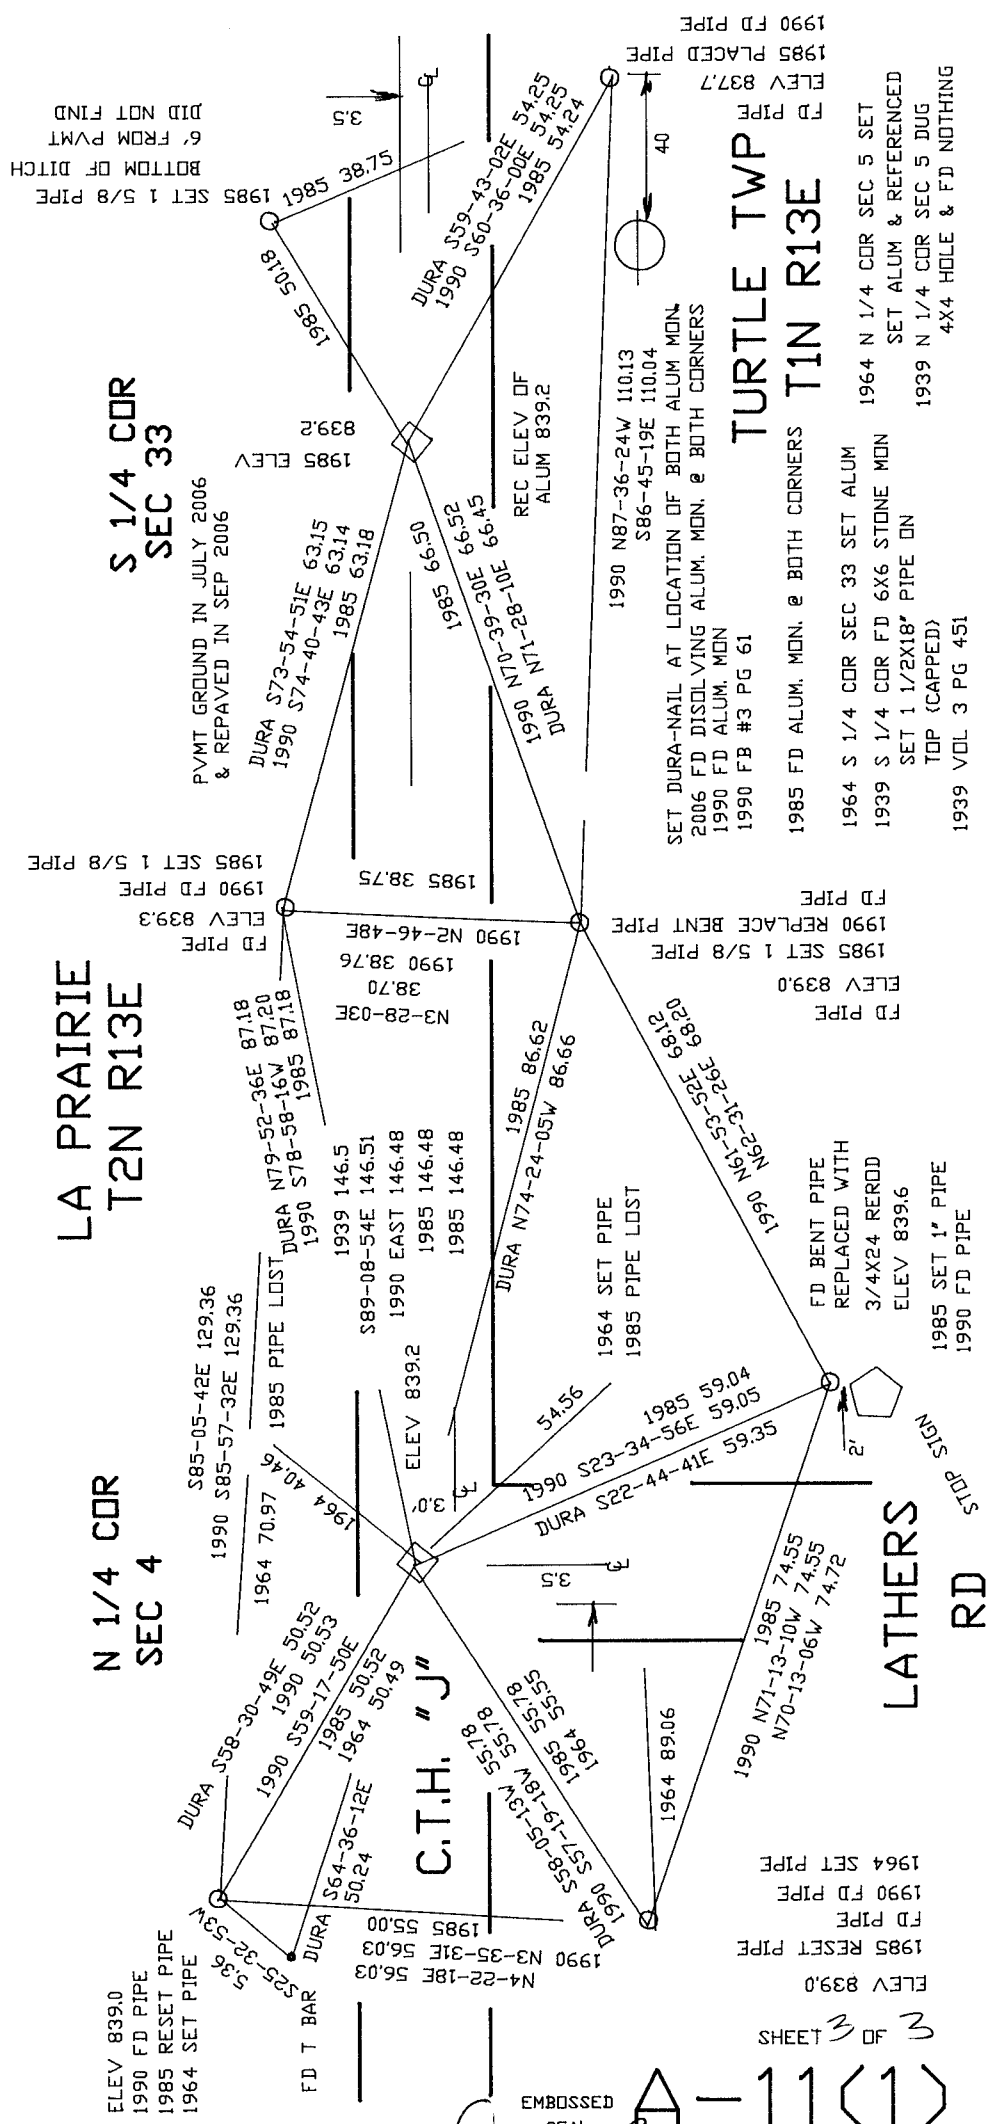 N 1/4 COR
SEC 4
LA PRAIRIE
T2N R13E
S 1/4 COR
SEC 33
ELEV 839.0
1990 FD PIPE
1985 RESET PIPE
1964 SET PIPE
S25-32-53W
5.36
FD T BAR
DURA S64-36-12E
50.24
DURA S58-30-49E 50.52
1990 50.53
1990 S59-17-50E
1985 50.52
1964 50.49
1985 55.00
1990 N3-35-31E 56.03
N4-22-18E 56.03
C.T.H. "J"
DURA S58-05-13W 55.78
1990 S57-19-18W 55.78
1985 55.78
1964 55.55
S85-05-42E 129.36
1990 S85-57-32E 129.36
1964 70.97
1985 PIPE LOST
1964 40.46
DURA N79-52-36E 87.18
1990 S78-58-16W 87.20
1985 87.18
1939 146.5
S89-08-54E 146.51
1990 EAST 146.48
1985 146.48
1985 146.48
ELEV 839.2
3.0'
3.5
DURA N74-24-05W 86.66
1985 86.62
1964 SET PIPE
1985 PIPE LOST
54.56
1985 59.04
1990 S23-34-56E 59.05
DURA S22-44-41E 59.35
1964 89.06
1985 74.55
1990 N71-13-10W 74.55
N70-13-06W 74.72
ELEV 839.0
1985 RESET PIPE
FD PIPE
1990 FD PIPE
1964 SET PIPE
LATHERS
RD
2'
STOP SIGN
FD BENT PIPE
REPLACED WITH
3/4X24 REROD
ELEV 839.6
1985 SET 1" PIPE
1990 FD PIPE
1990 N61-53-52E 68.12
N62-31-26E 68.20
FD PIPE
ELEV 839.3
1990 FD PIPE
1985 SET 1 5/8 PIPE
1985 38.75
1990 N2-46-48E
1990 38.76
38.70
N3-28-03E
FD PIPE
ELEV 839.0
1985 SET 1 5/8 PIPE
1990 REPLACE BENT PIPE
FD PIPE
PVMT GROUND IN JULY 2006
& REPAVED IN SEP 2006
DURA S73-54-51E 63.15
1990 S74-40-43E 63.14
1985 63.18
1985 ELEV
839.2
1985 66.50
1990 N70-39-30E 66.52
DURA N71-28-10E 66.45
REC ELEV OF
ALUM 839.2
1985 50.18
1985 38.75
1985 SET 1 5/8 PIPE
BOTTOM OF DITCH
6' FROM PVMT
DID NOT FIND
3.5
DURA S59-43-02E 54.25
1990 S60-36-00E 54.25
1985 54.24
FD PIPE
ELEV 837.7
1985 PLACED PIPE
1990 FD PIPE
40
1990 N87-36-24W 110.13
S86-45-19E 110.04
SET DURA-NAIL AT LOCATION OF BOTH ALUM MON.
2006 FD DISOLVING ALUM. MON. @ BOTH CORNERS
1990 FD ALUM. MON
1990 FB #3 PG 61
TURTLE TWP
T1N R13E
1985 FD ALUM. MON. @ BOTH CORNERS
1964 S 1/4 COR SEC 33 SET ALUM
1939 S 1/4 COR FD 6X6 STONE MON
SET 1 1/2X18" PIPE ON
TOP (CAPPED)
1939 VOL 3 PG 451
1964 N 1/4 COR SEC 5 SET
SET ALUM & REFERENCED
1939 N 1/4 COR SEC 5 DUG
4X4 HOLE & FD NOTHING
SHEET 3 OF 3
EMBOSSED
A-11(1)